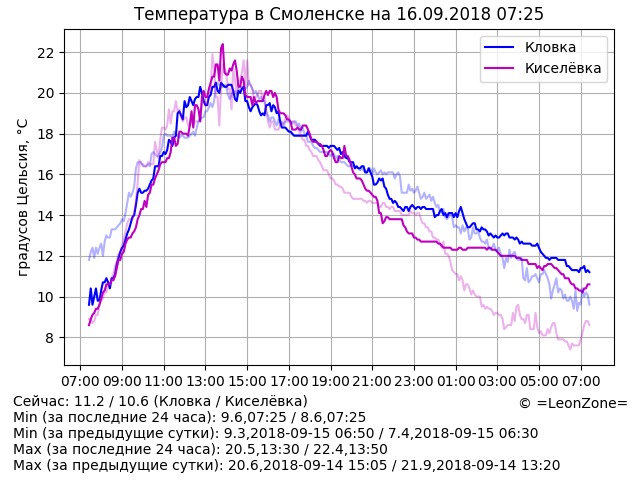 Температура в Смоленске на 16.09.2018 07:25
Кловка
Киселёвка
градусов Цельсия, °C
22
20
18
16
14
12
10
8
07:00 09:00 11:00 13:00 15:00 17:00 19:00 21:00 23:00 01:00 03:00 05:00 07:00
Сейчас: 11.2 / 10.6 (Кловка / Киселёвка)
© =LeonZone=
Min (за последние 24 часа): 9.6,07:25 / 8.6,07:25
Min (за предыдущие сутки): 9.3,2018-09-15 06:50 / 7.4,2018-09-15 06:30
Max (за последние 24 часа): 20.5,13:30 / 22.4,13:50
Max (за предыдущие сутки): 20.6,2018-09-14 15:05 / 21.9,2018-09-14 13:20